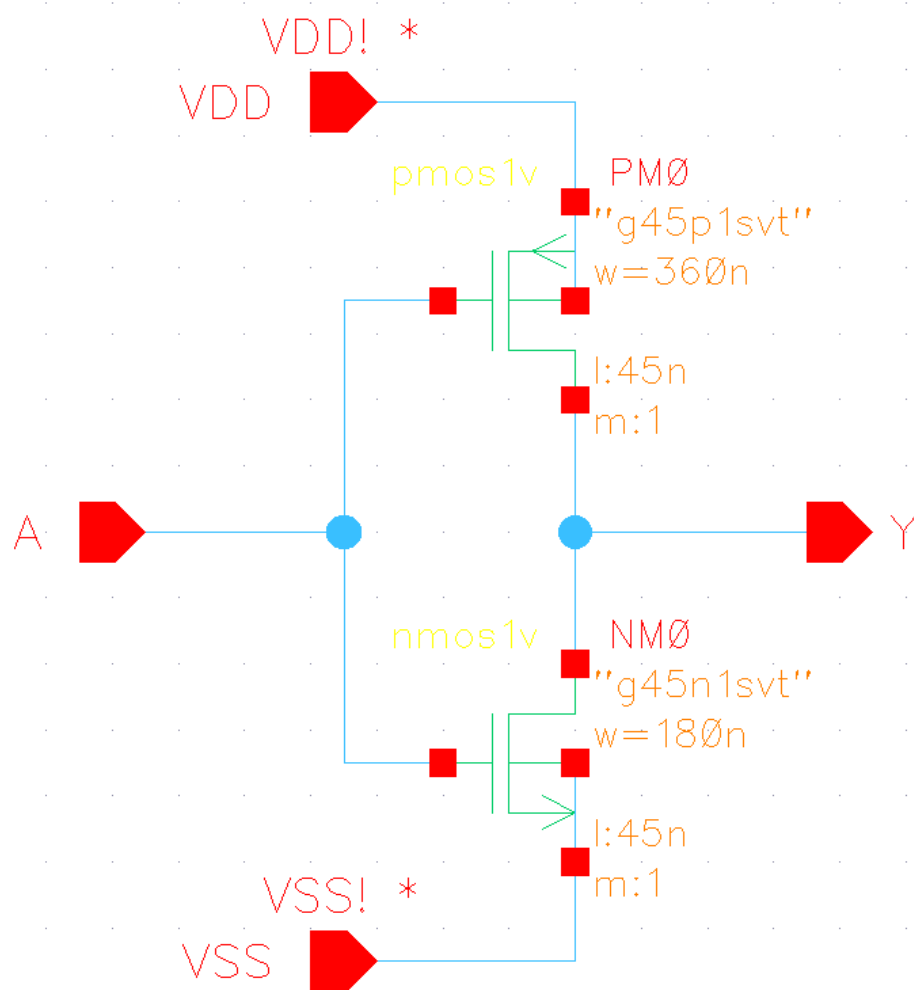 VDD! *
VDD
pmos1v PMØ
"g45p1svt"
w=36Øn
l:45n
m:1
A
Y
nmos1v NMØ
"g45n1svt"
w=18Øn
l:45n
m:1
VSS! *
VSS